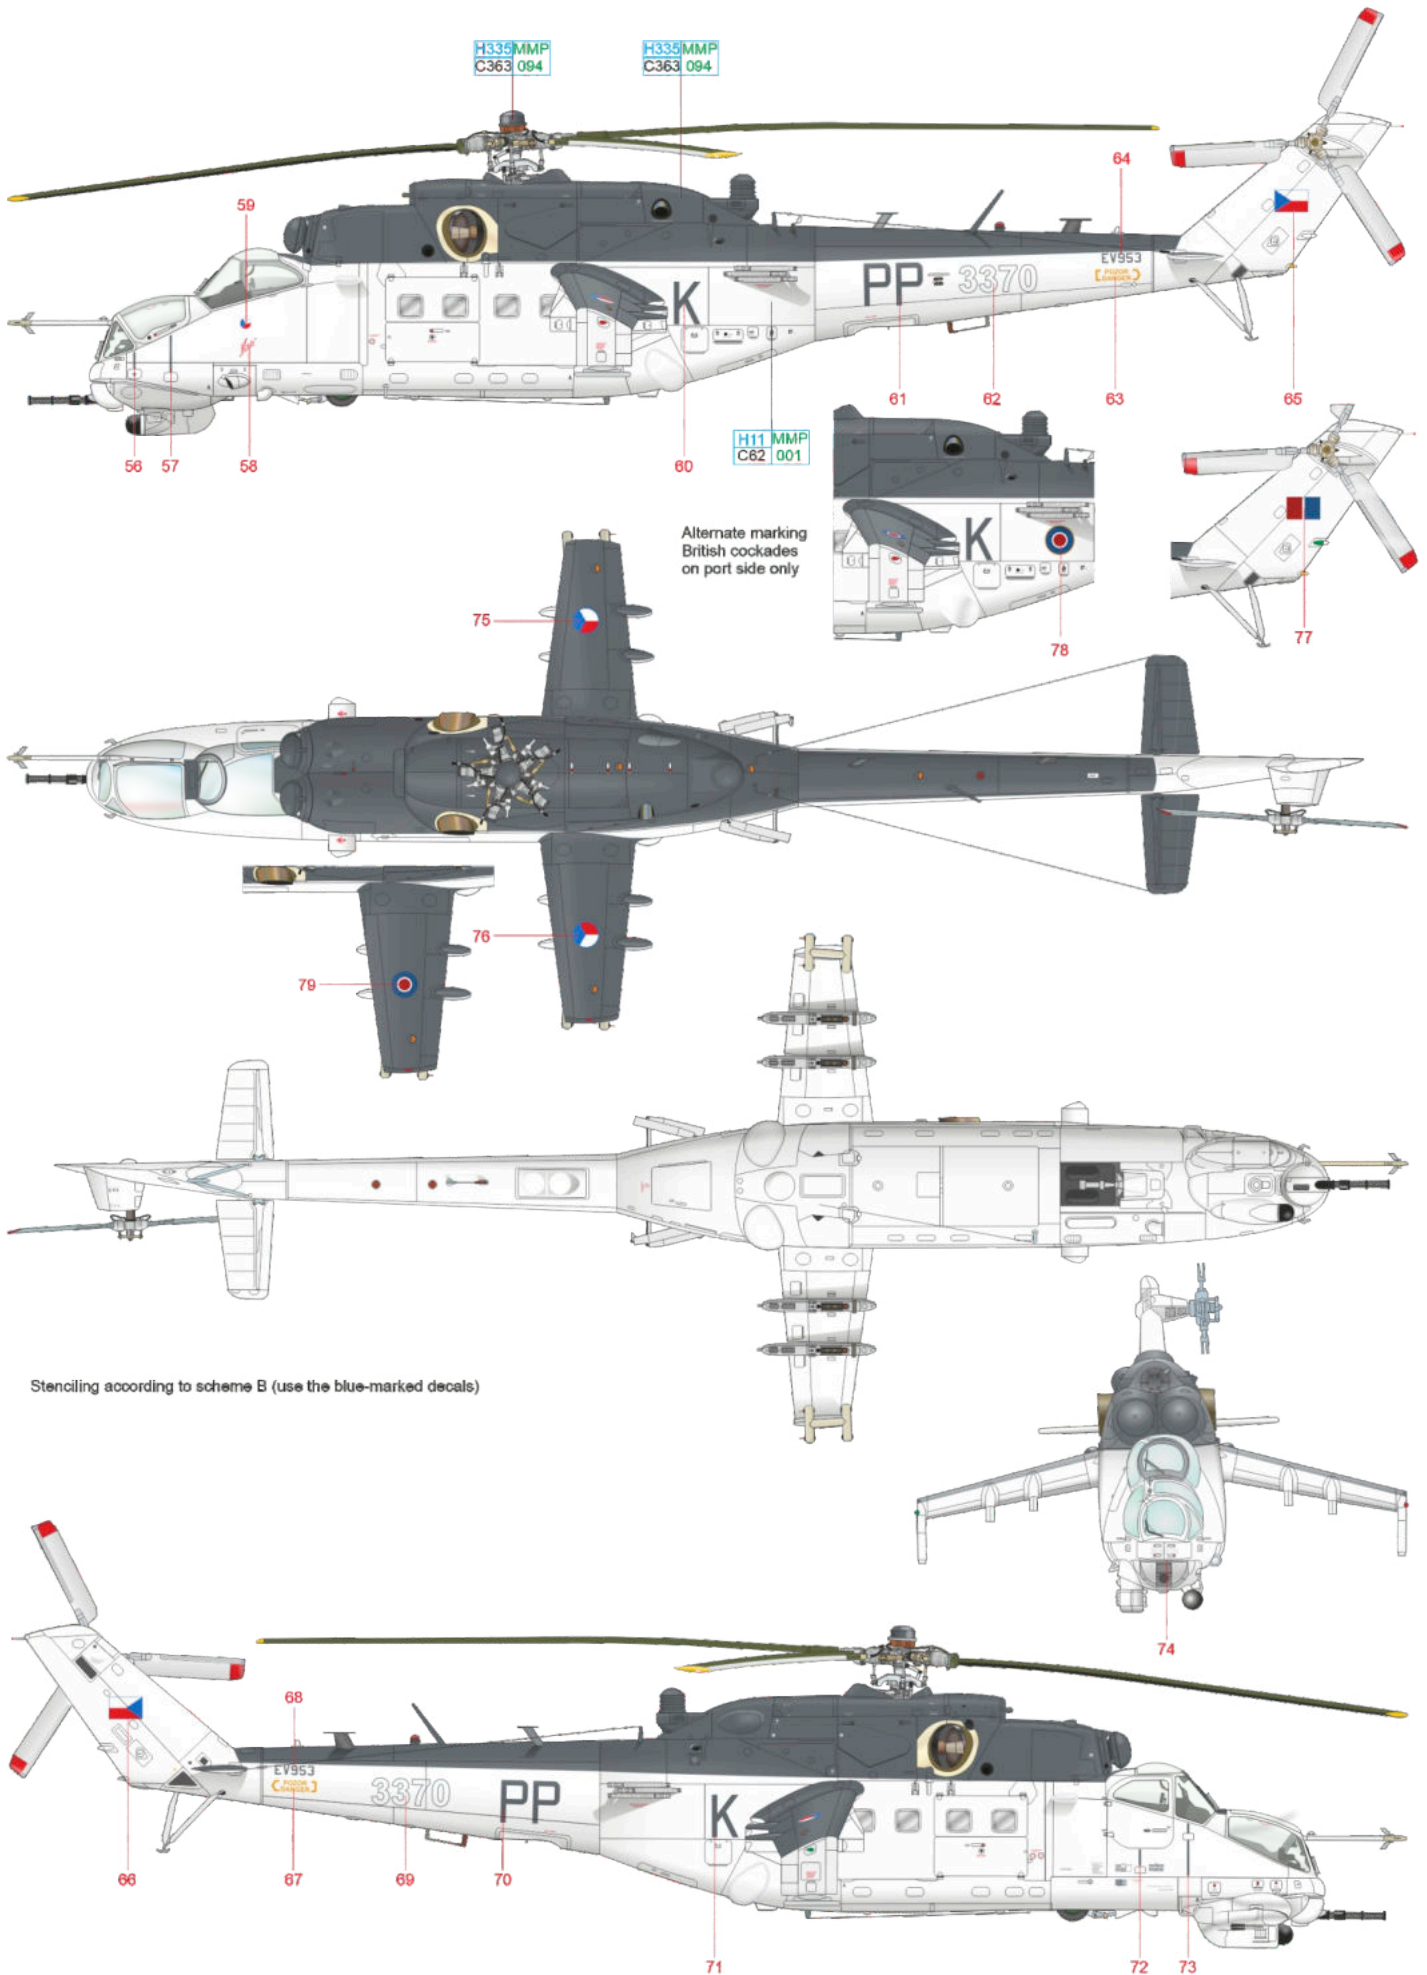 H335 MMP
C363 094
H335 MMP
C363 094
59
64
EV953
POZOR
DANGER
PP 3370
K
61
62
63
65
56
57
58
60
H11 MMP
C62 001
Alternate marking
British cockades
on port side only
K
78
77
75
76
79
Stenciling according to scheme B (use the blue-marked decals)
74
68
EV953
POZOR
DANGER
3370 PP
K
66
67
69
70
71
72
73